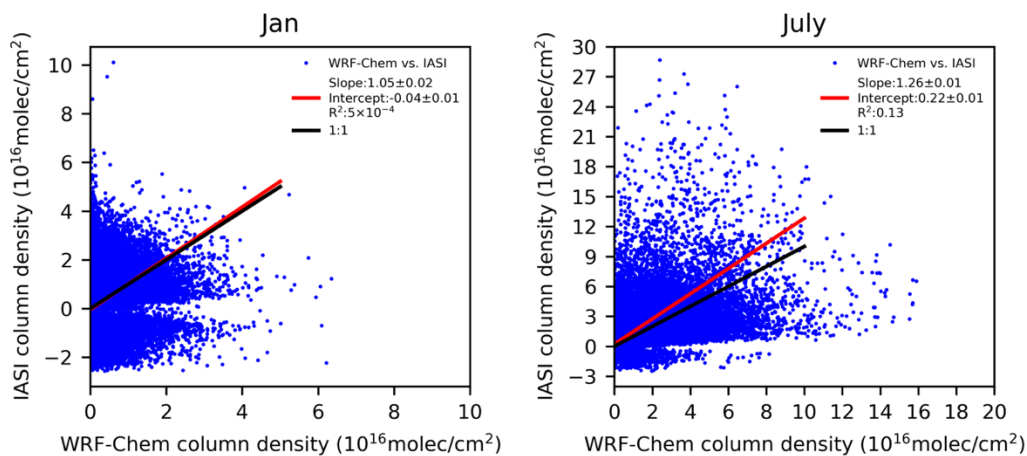 Jan
IASI column density (10¹⁶molec/cm²)
10
8
6
4
2
0
−2
WRF-Chem vs. IASI
Slope:1.05±0.02
Intercept:-0.04±0.01
R²:5×10⁻⁴
1:1
0 2 4 6 8 10
WRF-Chem column density (10¹⁶molec/cm²)
July
IASI column density (10¹⁶molec/cm²)
30
27
24
21
18
15
12
9
6
3
0
−3
WRF-Chem vs. IASI
Slope:1.26±0.01
Intercept:0.22±0.01
R²:0.13
1:1
0 2 4 6 8 10 12 14 16 18 20
WRF-Chem column density (10¹⁶molec/cm²)